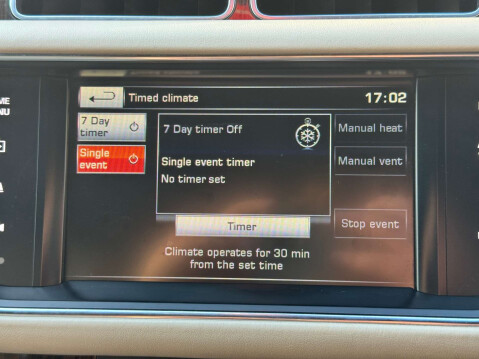 Timed climate
17:02
7 Day
timer
7 Day timer Off
Manual heat
Single
event
Single event timer
Manual vent
No timer set
Timer
Stop event
Climate operates for 30 min
from the set time